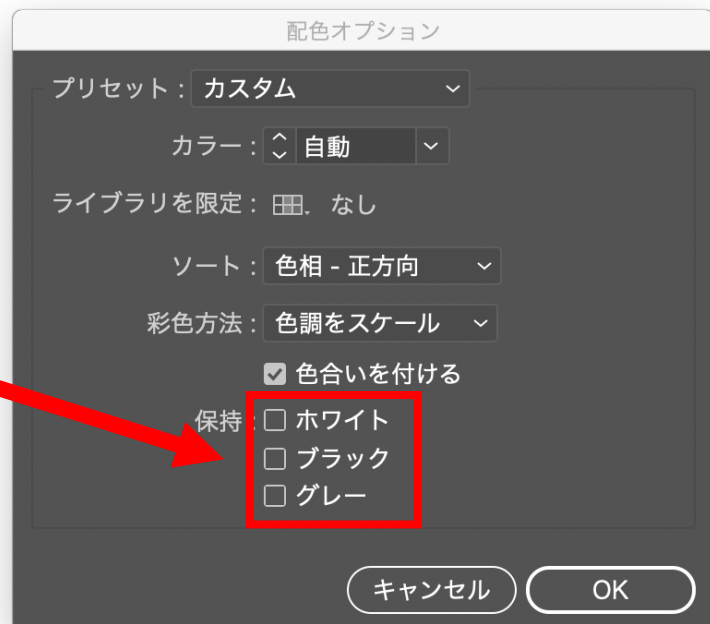 配色オプション
プリセット : カスタム
カラー : 自動
ライブラリを限定 : なし
ソート : 色相 - 正方向
彩色方法 : 色調をスケール
色合いを付ける
保持 : ホワイト
ブラック
グレー
キャンセル OK